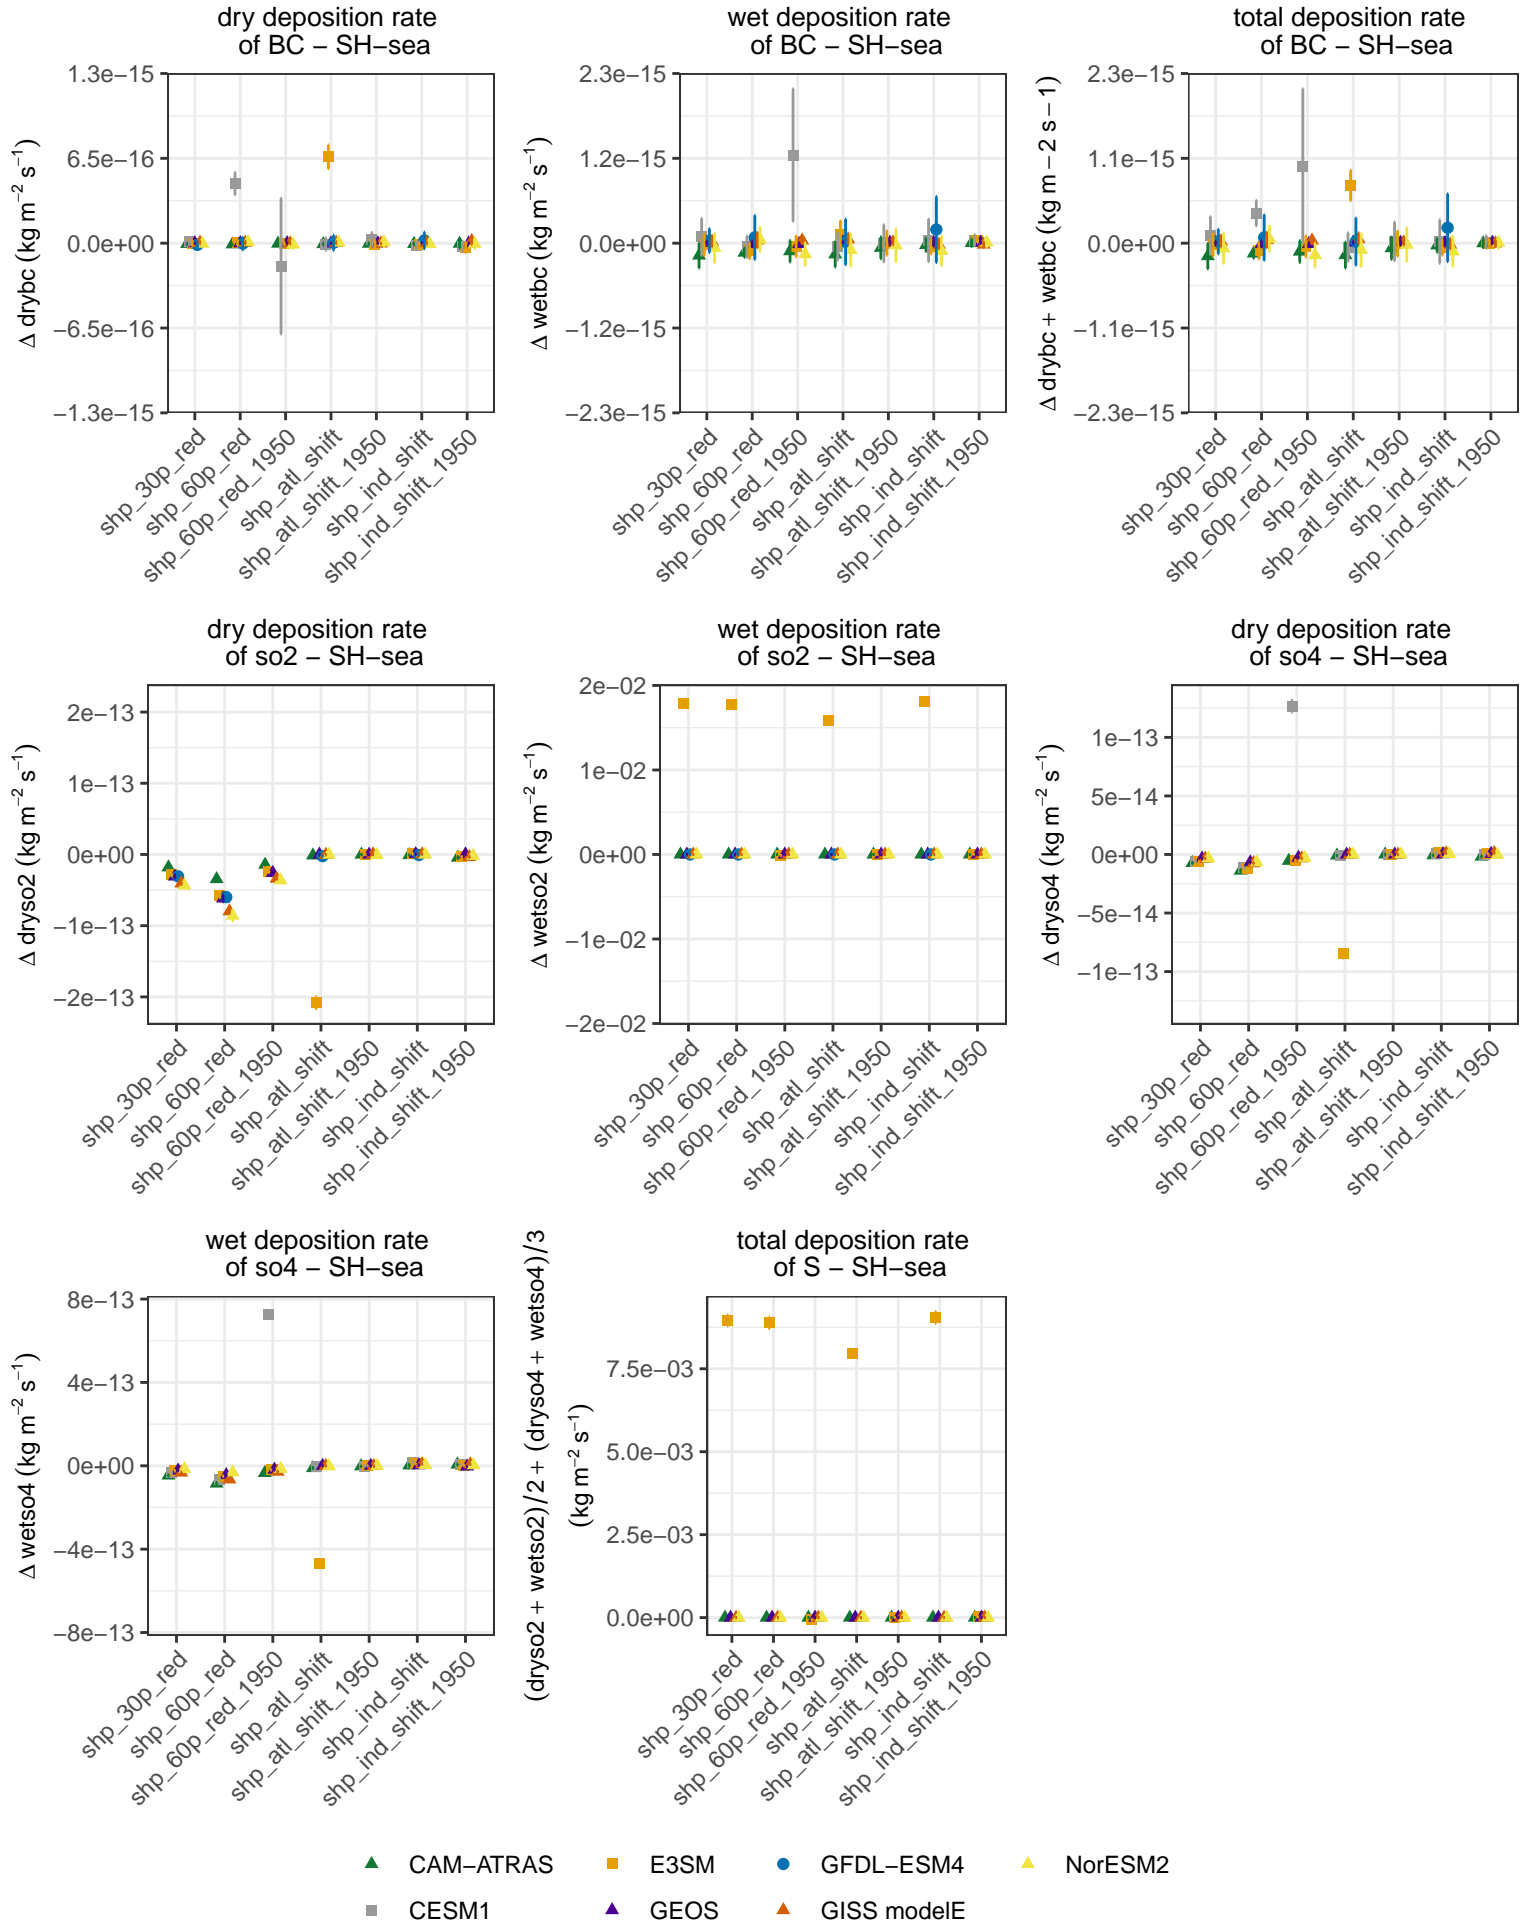 dry deposition rate
of BC – SH–sea
wet deposition rate
of BC – SH–sea
total deposition rate
of BC – SH–sea
Δ drybc (kg m⁻² s⁻¹)
1.3e−15
6.5e−16
0.0e+00
−6.5e−16
−1.3e−15
shp_30p_red
shp_60p_red
shp_60p_red_1950
shp_atl_shift
shp_atl_shift_1950
shp_ind_shift
shp_ind_shift_1950
Δ wetbc (kg m⁻² s⁻¹)
2.3e−15
1.2e−15
0.0e+00
−1.2e−15
−2.3e−15
shp_30p_red
shp_60p_red
shp_60p_red_1950
shp_atl_shift
shp_atl_shift_1950
shp_ind_shift
shp_ind_shift_1950
Δ drybc + wetbc (kg m − 2 s − 1)
2.3e−15
1.1e−15
0.0e+00
−1.1e−15
−2.3e−15
shp_30p_red
shp_60p_red
shp_60p_red_1950
shp_atl_shift
shp_atl_shift_1950
shp_ind_shift
shp_ind_shift_1950
dry deposition rate
of so2 – SH–sea
wet deposition rate
of so2 – SH–sea
dry deposition rate
of so4 – SH–sea
Δ dryso2 (kg m⁻² s⁻¹)
2e−13
1e−13
0e+00
−1e−13
−2e−13
shp_30p_red
shp_60p_red
shp_60p_red_1950
shp_atl_shift
shp_atl_shift_1950
shp_ind_shift
shp_ind_shift_1950
Δ wetso2 (kg m⁻² s⁻¹)
2e−02
1e−02
0e+00
−1e−02
−2e−02
shp_30p_red
shp_60p_red
shp_60p_red_1950
shp_atl_shift
shp_atl_shift_1950
shp_ind_shift
shp_ind_shift_1950
Δ dryso4 (kg m⁻² s⁻¹)
1e−13
5e−14
0e+00
−5e−14
−1e−13
shp_30p_red
shp_60p_red
shp_60p_red_1950
shp_atl_shift
shp_atl_shift_1950
shp_ind_shift
shp_ind_shift_1950
wet deposition rate
of so4 – SH–sea
total deposition rate
of S – SH–sea
Δ wetso4 (kg m⁻² s⁻¹)
8e−13
4e−13
0e+00
−4e−13
−8e−13
shp_30p_red
shp_60p_red
shp_60p_red_1950
shp_atl_shift
shp_atl_shift_1950
shp_ind_shift
shp_ind_shift_1950
(dryso2 + wetso2)/2 + (dryso4 + wetso4)/3
(kg m⁻² s⁻¹)
7.5e−03
5.0e−03
2.5e−03
0.0e+00
shp_30p_red
shp_60p_red
shp_60p_red_1950
shp_atl_shift
shp_atl_shift_1950
shp_ind_shift
shp_ind_shift_1950
CAM−ATRAS
E3SM
GFDL−ESM4
NorESM2
CESM1
GEOS
GISS modelE